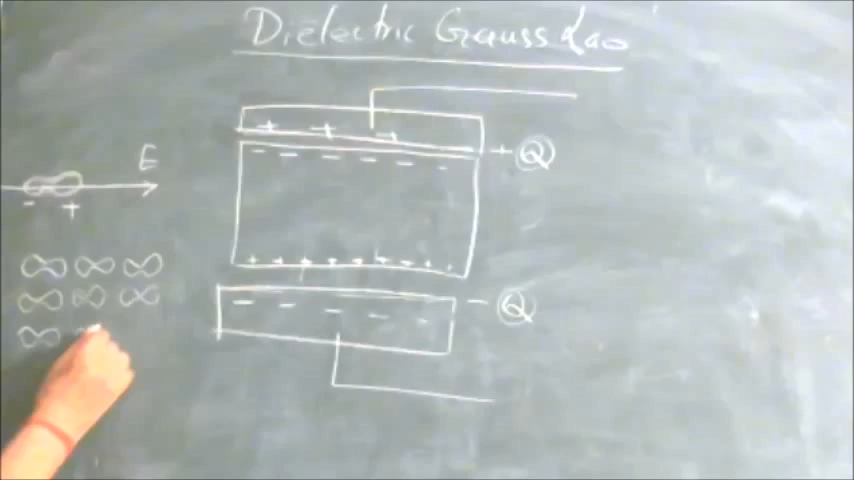 Dielectric Gauss Law
+ + +
+ Q
- - - - - -
E
- +
+ + + + + + + +
- - - - -
- Q